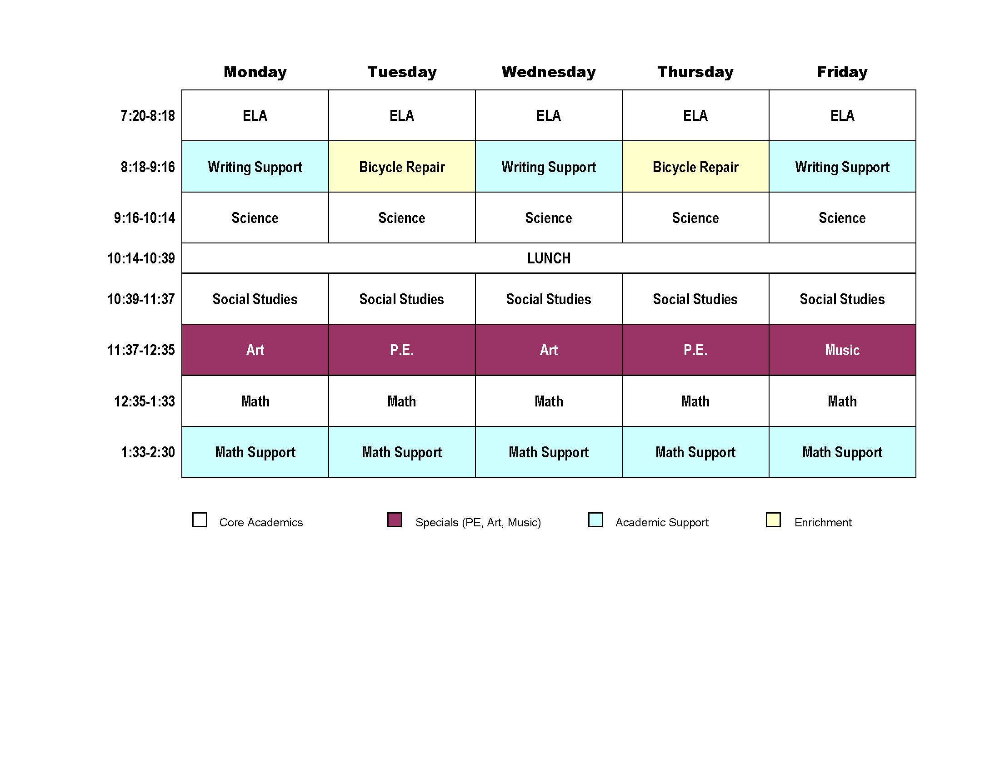 Monday Tuesday Wednesday Thursday Friday
7:20-8:18 ELA ELA ELA ELA ELA
8:18-9:16 Writing Support Bicycle Repair Writing Support Bicycle Repair Writing Support
9:16-10:14 Science Science Science Science Science
10:14-10:39 LUNCH
10:39-11:37 Social Studies Social Studies Social Studies Social Studies Social Studies
11:37-12:35 Art P.E. Art P.E. Music
12:35-1:33 Math Math Math Math Math
1:33-2:30 Math Support Math Support Math Support Math Support Math Support
Core Academics Specials (PE, Art, Music) Academic Support Enrichment